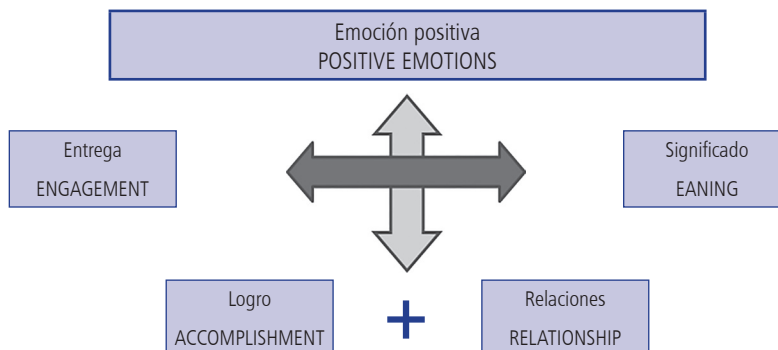 Emoción positiva
POSITIVE EMOTIONS
Entrega
ENGAGEMENT
Significado
EANING
Logro
ACCOMPLISHMENT
+
Relaciones
RELATIONSHIP